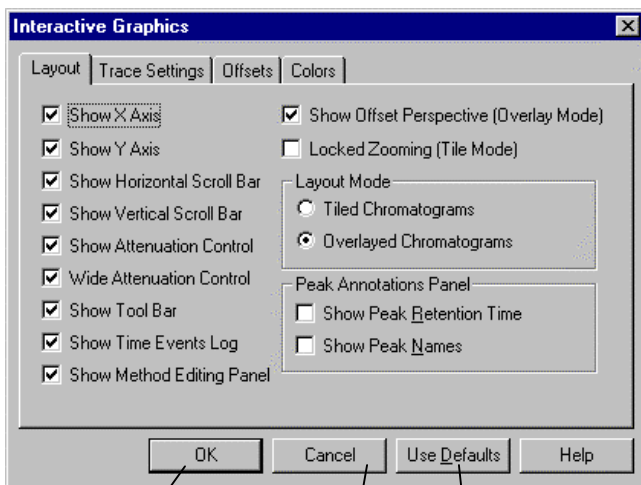 Interactive Graphics
Layout
Trace Settings
Offsets
Colors
Show X Axis
Show Y Axis
Show Horizontal Scroll Bar
Show Vertical Scroll Bar
Show Attenuation Control
Wide Attenuation Control
Show Tool Bar
Show Time Events Log
Show Method Editing Panel
Show Offset Perspective (Overlay Mode)
Locked Zooming (Tile Mode)
Layout Mode
Tiled Chromatograms
Overlayed Chromatograms
Peak Annotations Panel
Show Peak Retention Time
Show Peak Names
OK
Cancel
Use Defaults
Help